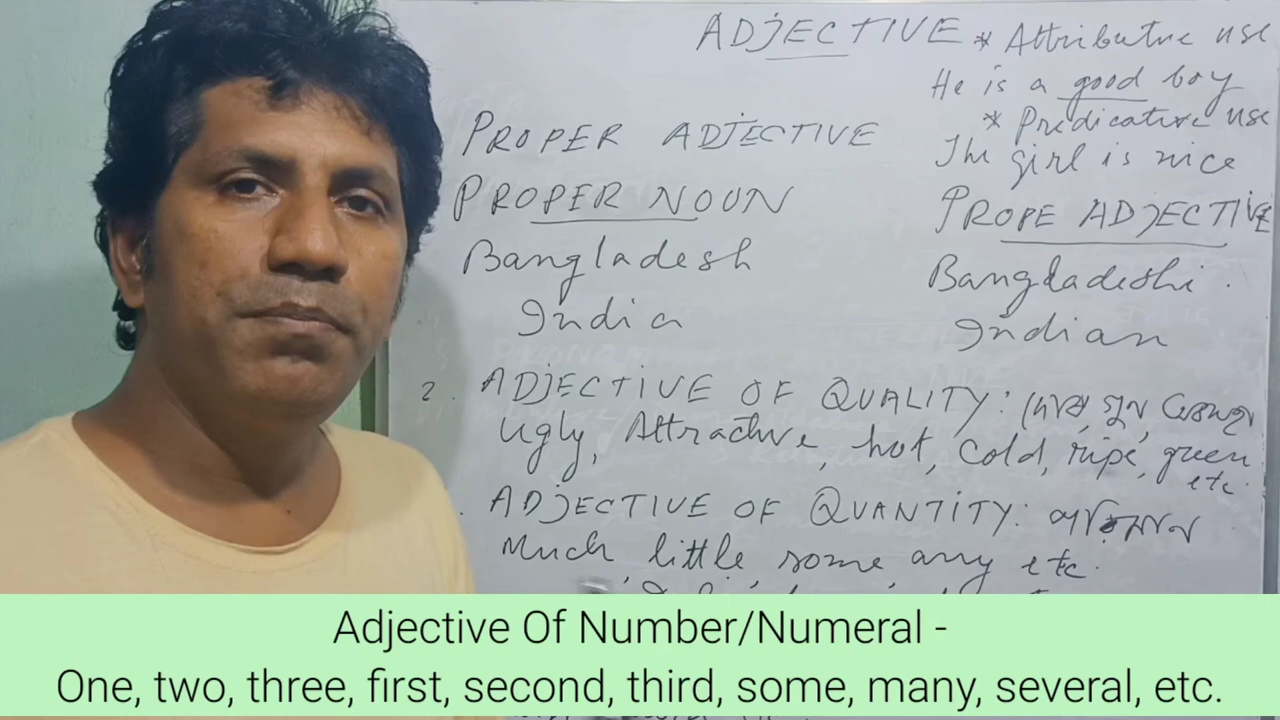 ADJECTIVE * Attributive use
He is a good boy
* Predicative use
The girl is nice
PROPER ADJECTIVE
PROPER NOUN
Bangladesh
India
PROPE ADJECTIVE
Bangladeshi
Indian
2. ADJECTIVE OF QUALITY: দোষ, গুন,
Ugly, Attractive, hot, cold, ripe, green
etc.
ADJECTIVE OF QUANTITY:
Much little some any etc.
Adjective Of Number/Numeral -
One, two, three, first, second, third, some, many, several, etc.